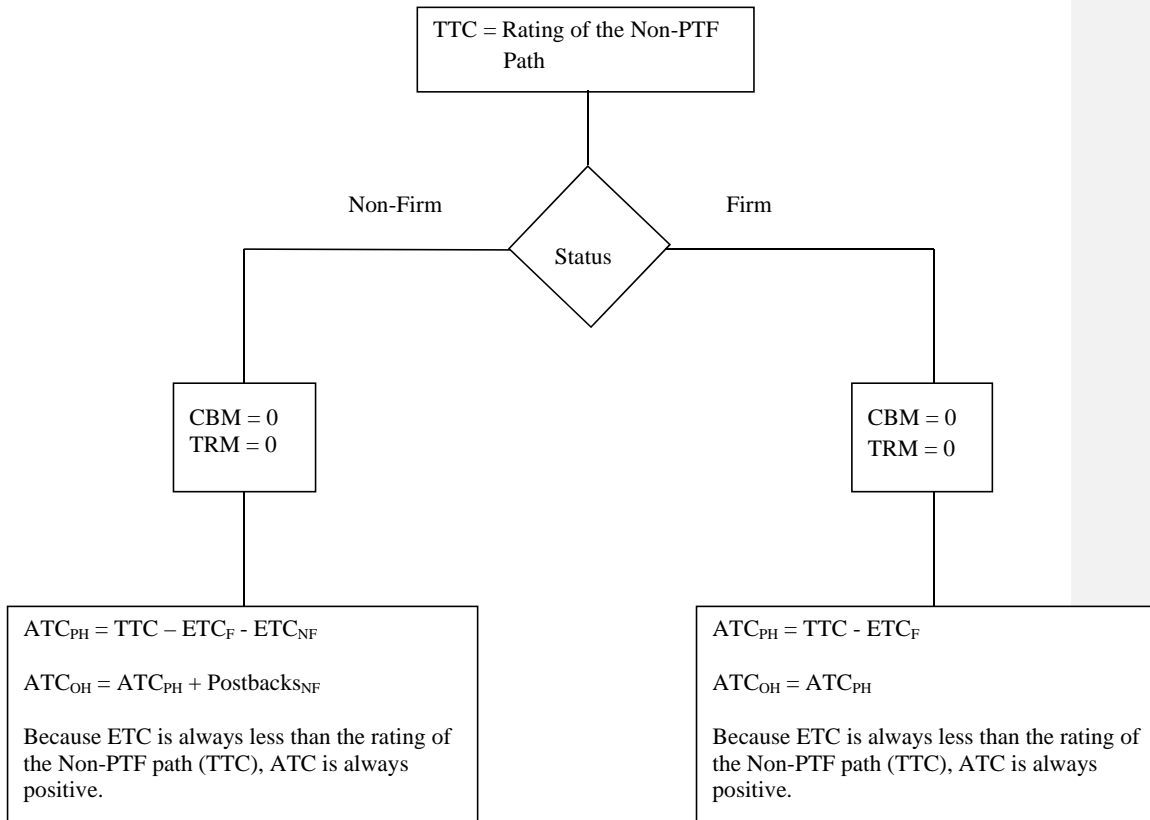 TTC = Rating of the Non-PTF
Path
Non-Firm
Firm
Status
CBM = 0
TRM = 0
CBM = 0
TRM = 0
ATCPH = TTC – ETCF - ETCNF
ATCOH = ATCPH + PostbacksNF
Because ETC is always less than the rating of
the Non-PTF path (TTC), ATC is always
positive.
ATCPH = TTC - ETCF
ATCOH = ATCPH
Because ETC is always less than the rating of
the Non-PTF path (TTC), ATC is always
positive.